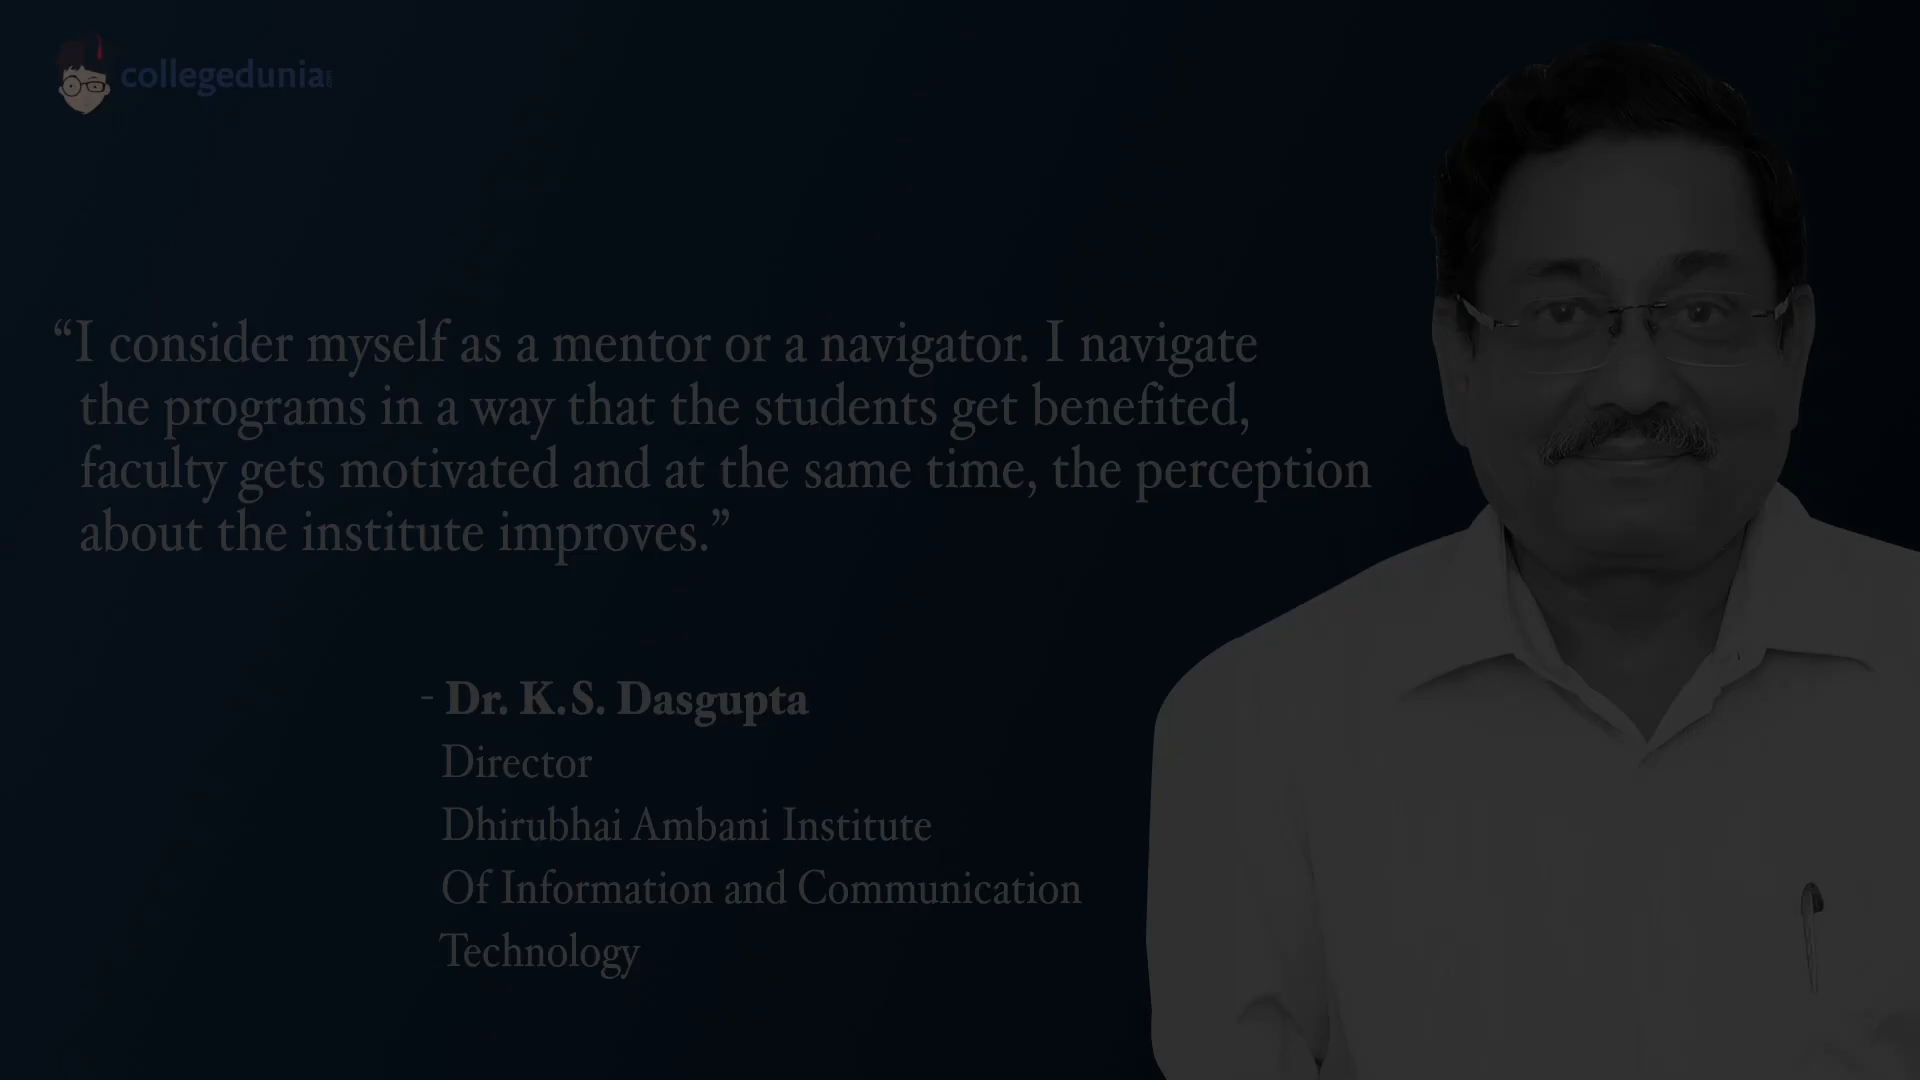 collegedunia
“I consider myself as a mentor or a navigator. I navigate
the programs in a way that the students get benefited,
faculty gets motivated and at the same time, the perception
about the institute improves.”
- Dr. K.S. Dasgupta
Director
Dhirubhai Ambani Institute
Of Information and Communication
Technology